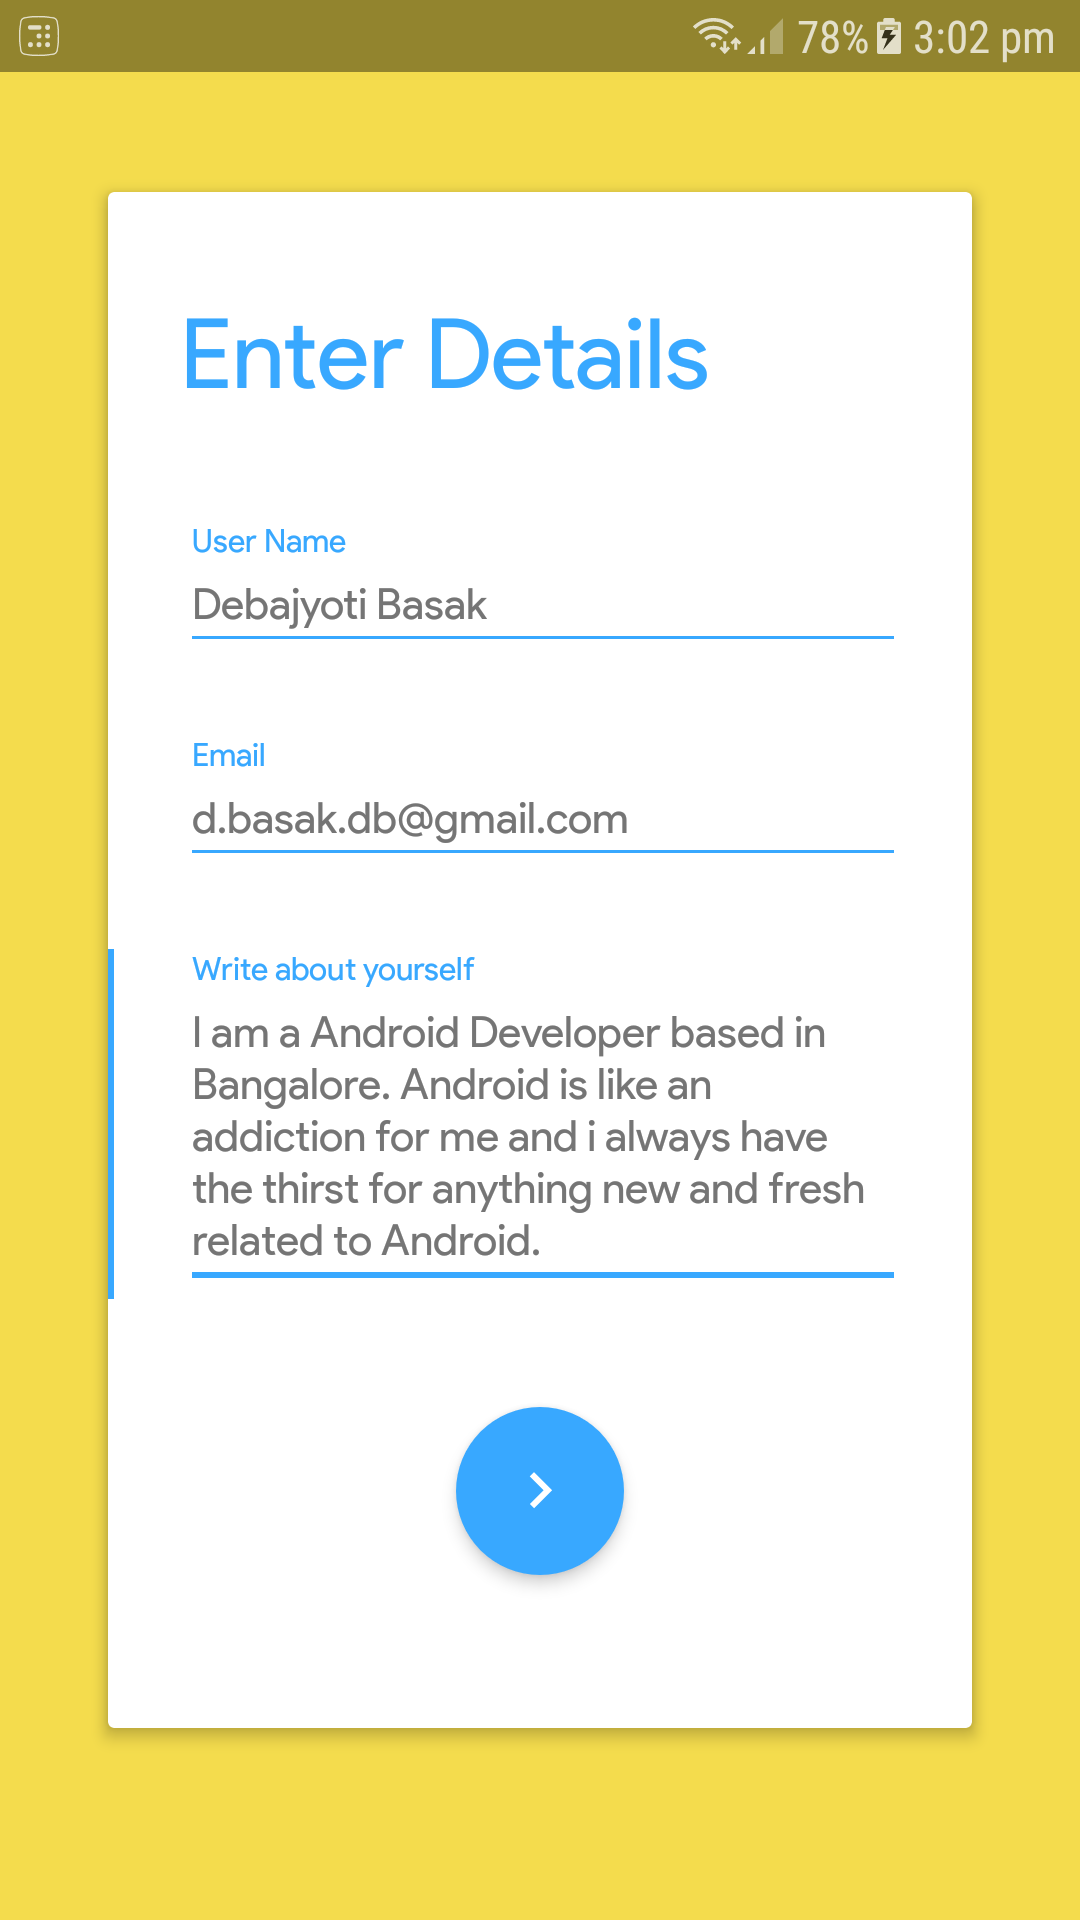 78% 3:02 pm
Enter Details
User Name
Debajyoti Basak
Email
d.basak.db@gmail.com
Write about yourself
I am a Android Developer based in
Bangalore. Android is like an
addiction for me and i always have
the thirst for anything new and fresh
related to Android.